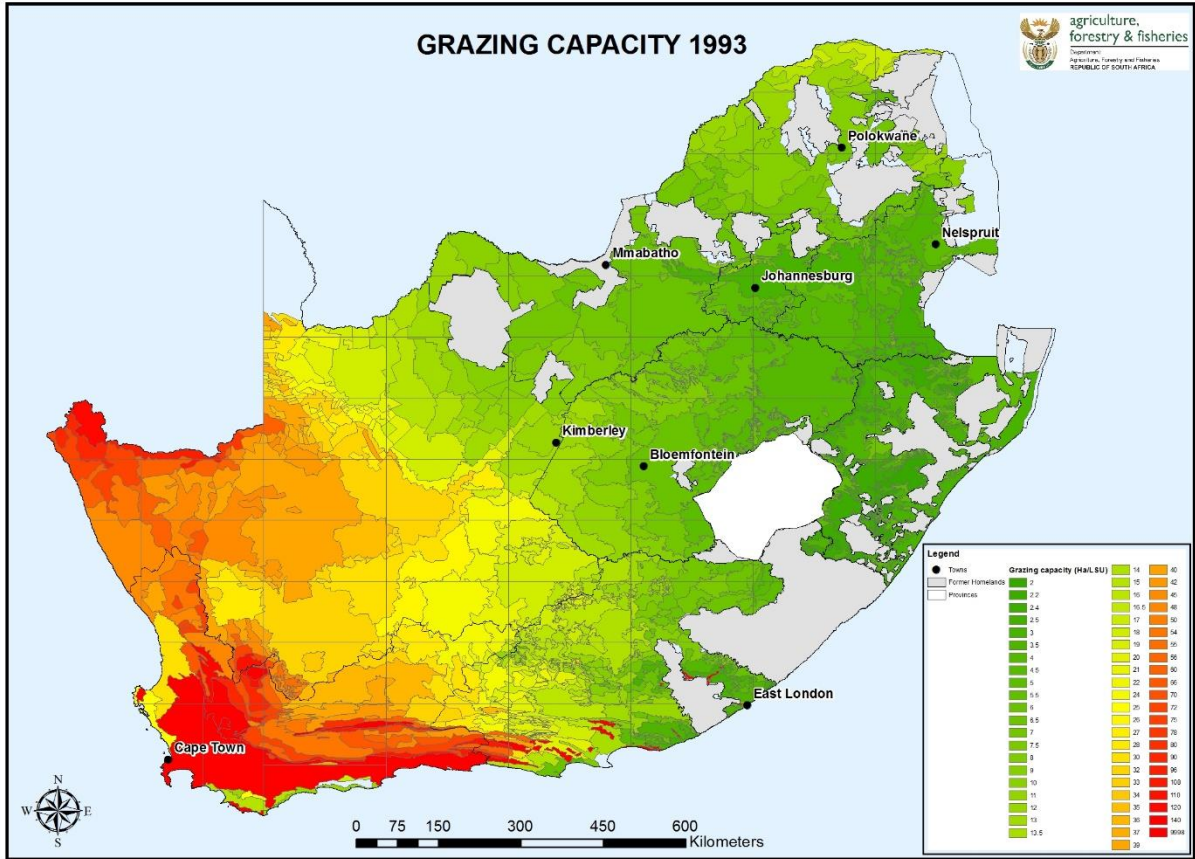 GRAZING CAPACITY 1993
agriculture,
forestry & fisheries
Department:
Agriculture, Forestry and Fisheries
REPUBLIC OF SOUTH AFRICA
Polokwane
Nelspruit
Mmabatho
Johannesburg
Kimberley
Bloemfontein
East London
Cape Town
N
W E
S
0 75 150 300 450 600
Kilometers
Legend
Towns
Former Homelands
Provinces
Grazing capacity (Ha/LSU)
2
2.2
2.4
2.5
3
3.5
4
4.5
5
5.5
6
6.5
7
7.5
8
9
10
11
12
13
13.5
14
15
16
16.5
17
18
19
20
21
22
24
25
26
27
28
30
32
33
34
35
36
37
39
40
42
45
48
50
54
55
56
60
66
70
72
78
80
90
96
108
110
120
140
9998